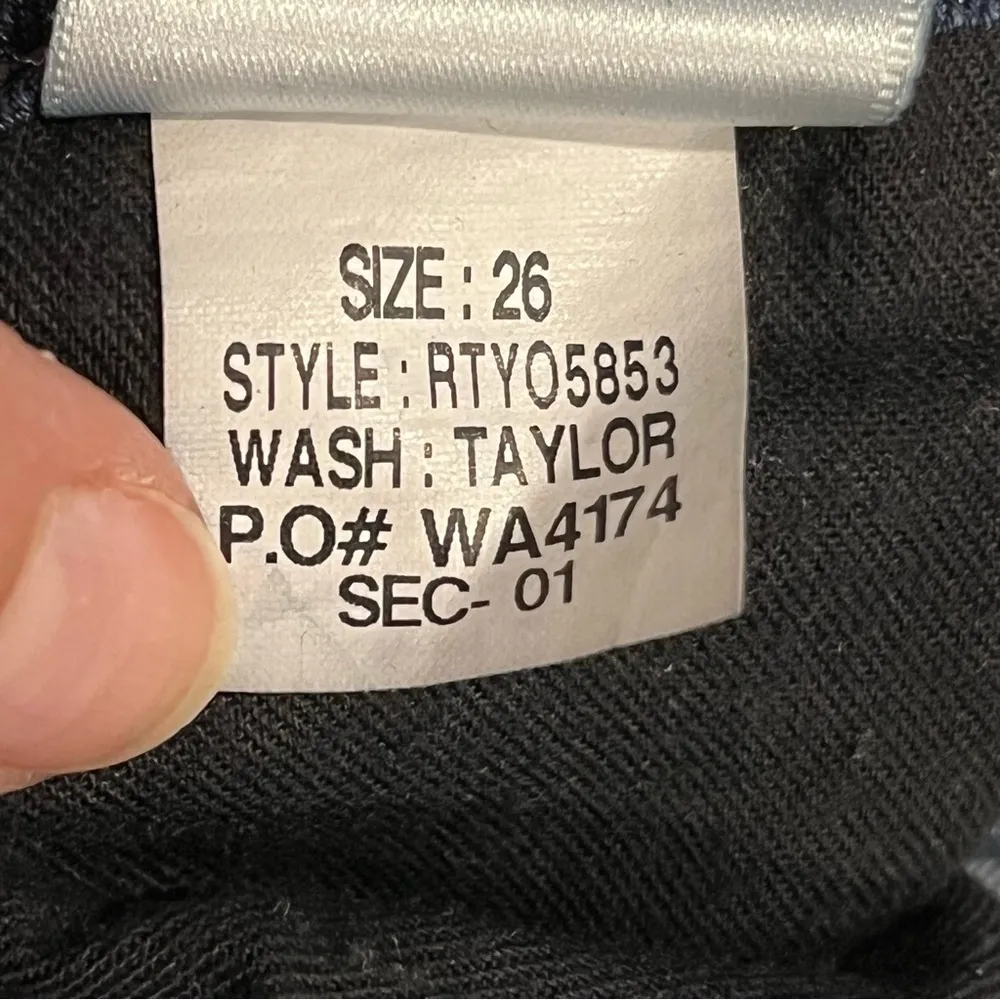 SIZE : 26
STYLE : RTYO5853
WASH : TAYLOR
P.O# WA4174
SEC- 01